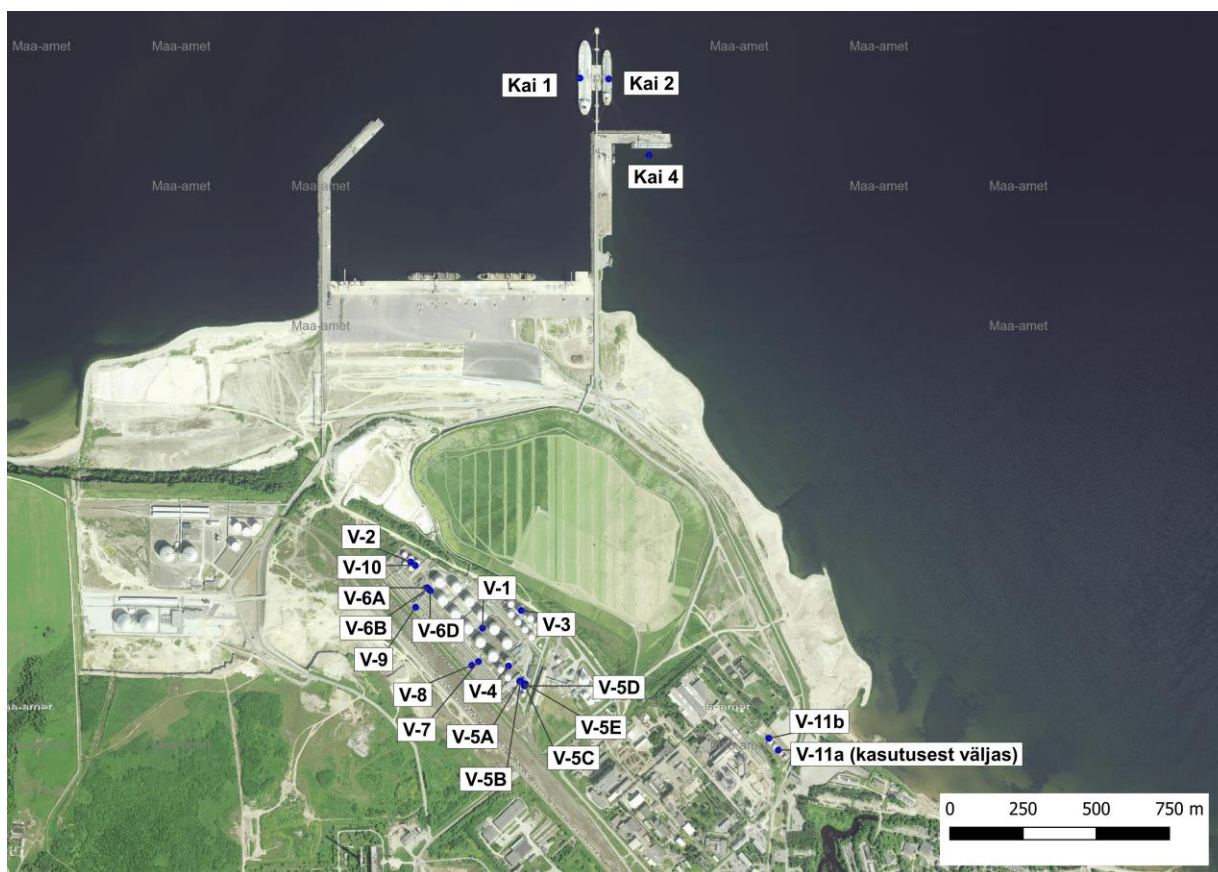 Maa-amet
Maa-amet
Maa-amet
Maa-amet
Kai 1
Kai 2
Kai 4
Maa-amet
Maa-amet
Maa-amet
Maa-amet
Maa-amet
Maa-amet
V-2
V-10
V-6A
V-1
V-3
V-6B
V-6D
V-9
V-8
V-4
V-5D
V-7
V-5A
V-5E
V-5C
V-5B
V-11b
V-11a (kasutusest väljas)
0 250 500 750 m